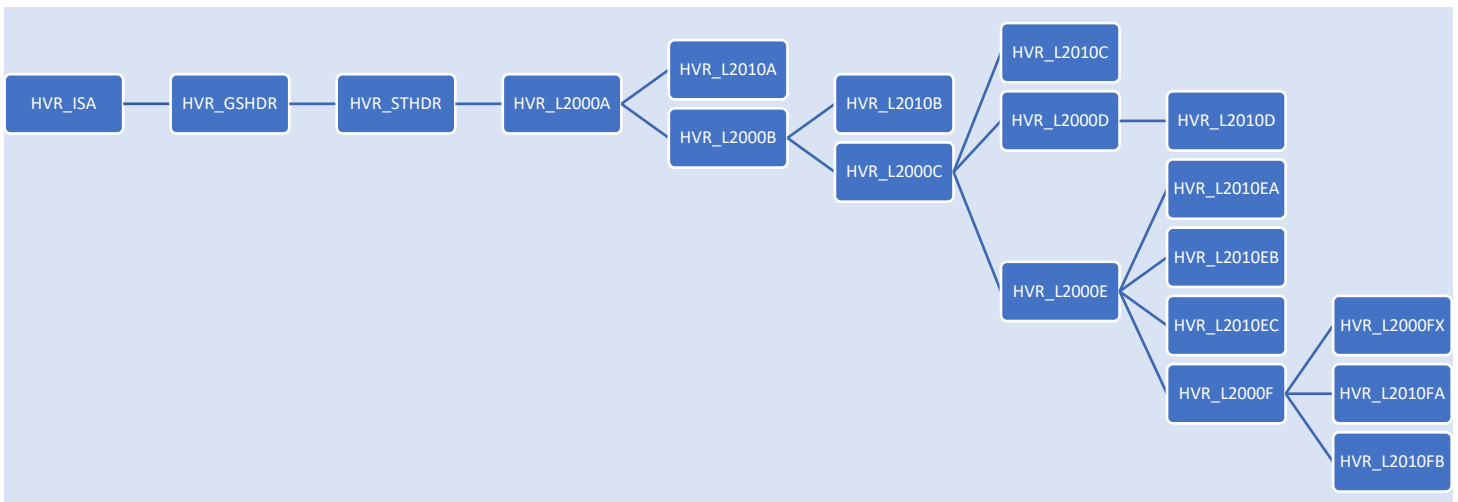 HVR_ISA
HVR_GSHDR
HVR_STHDR
HVR_L2000A
HVR_L2010A
HVR_L2000B
HVR_L2010B
HVR_L2000C
HVR_L2010C
HVR_L2000D
HVR_L2010D
HVR_L2000E
HVR_L2010EA
HVR_L2010EB
HVR_L2010EC
HVR_L2000F
HVR_L2000FX
HVR_L2010FA
HVR_L2010FB